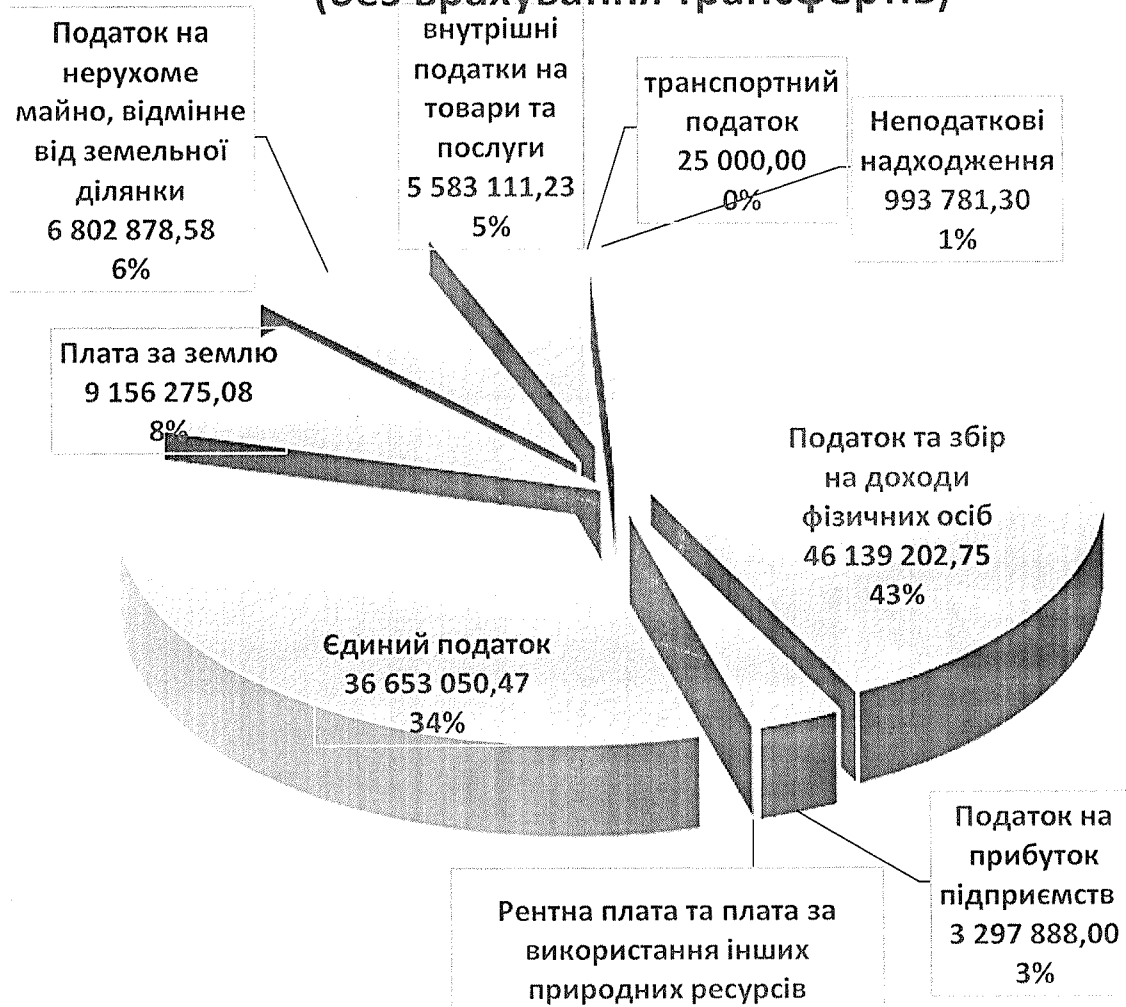 (без врахування трансфертів)
Податок на
нерухоме
майно, відмінне
від земельної
ділянки
6 802 878,58
6%
внутрішні
податки на
товари та
послуги
5 583 111,23
5%
транспортний
податок
25 000,00
0%
Неподаткові
надходження
993 781,30
1%
Плата за землю
9 156 275,08
8%
Податок та збір
на доходи
фізичних осіб
46 139 202,75
43%
Єдиний податок
36 653 050,47
34%
Податок на
прибуток
підприємств
3 297 888,00
3%
Рентна плата та плата за
використання інших
природних ресурсів